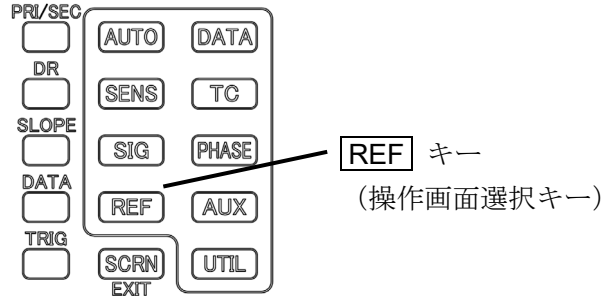 PRI/SEC
AUTO DATA
DR
SENS TC
SLOPE
SIG PHASE
REF キー
DATA
(操作画面選択キー)
REF AUX
TRIG
SCRN UTIL
EXIT